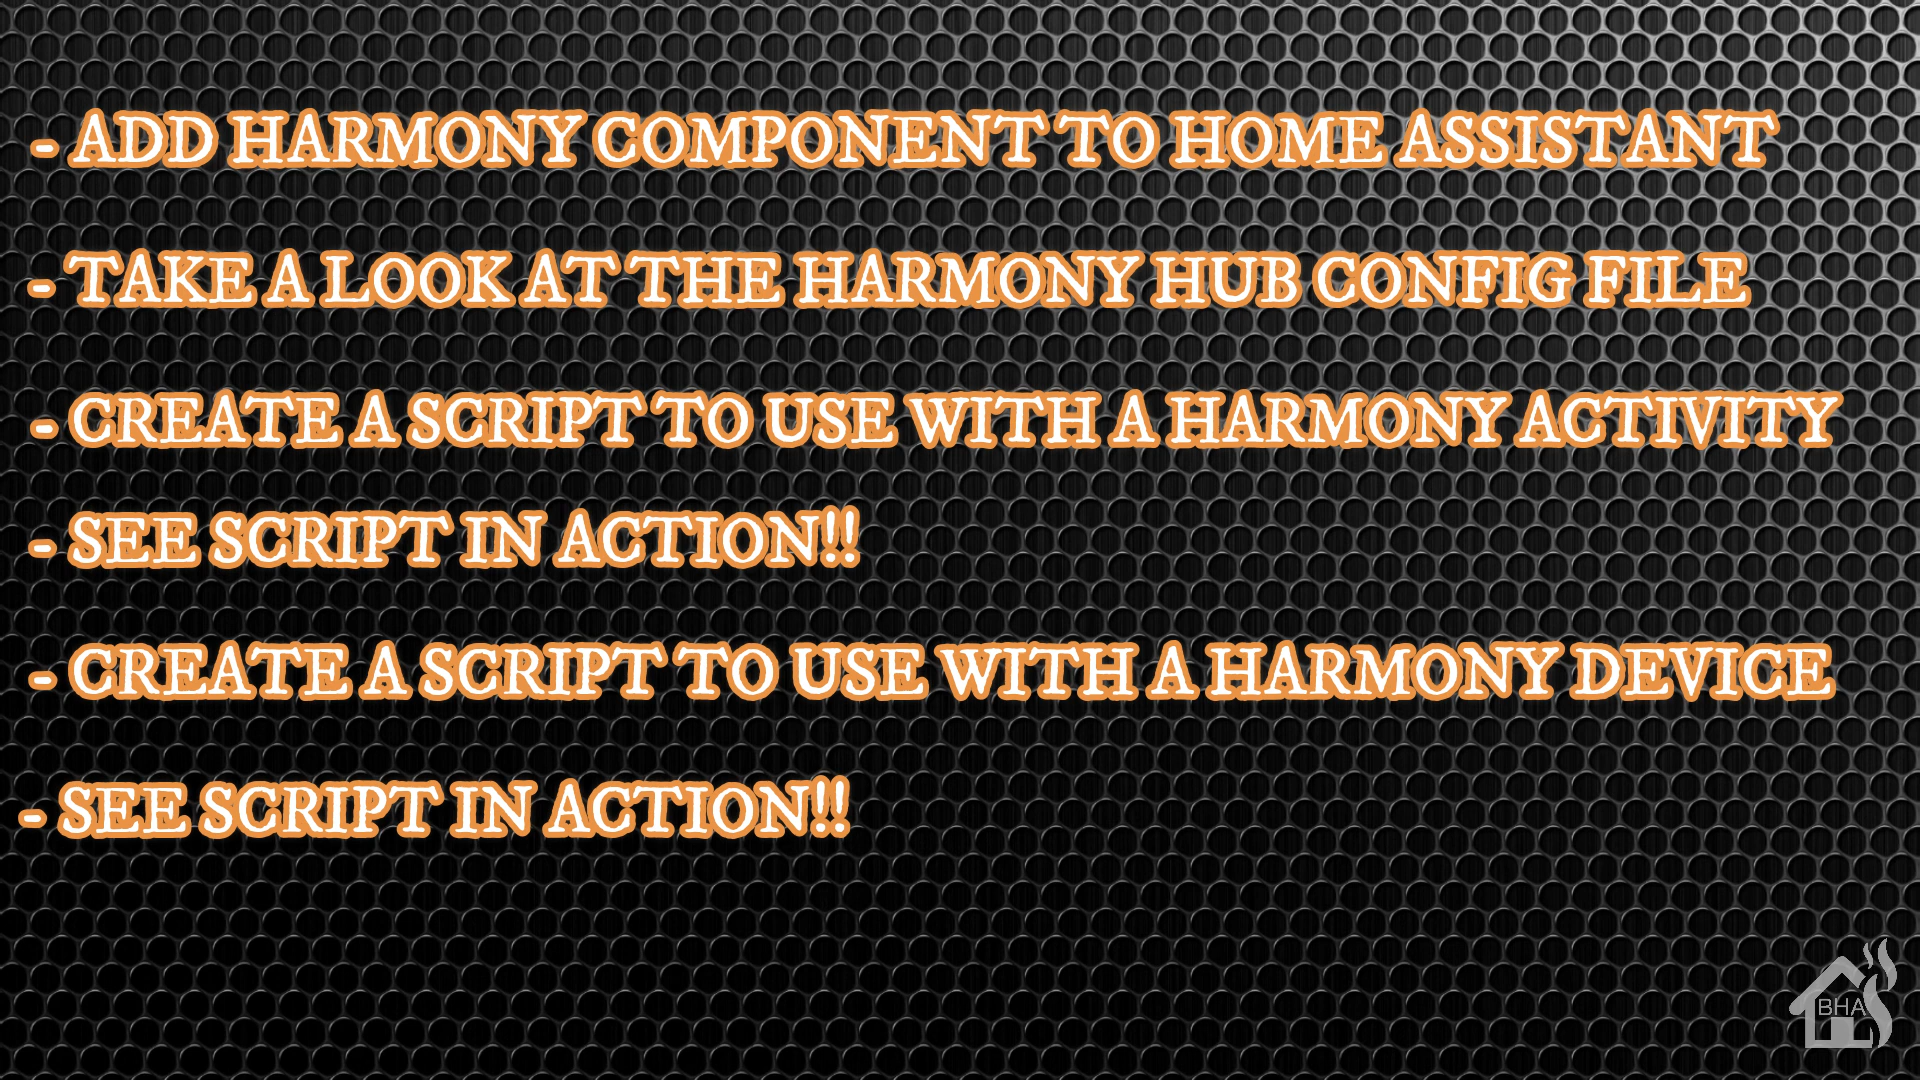 - ADD HARMONY COMPONENT TO HOME ASSISTANT
- TAKE A LOOK AT THE HARMONY HUB CONFIG FILE
- CREATE A SCRIPT TO USE WITH A HARMONY ACTIVITY
- SEE SCRIPT IN ACTION!!
- CREATE A SCRIPT TO USE WITH A HARMONY DEVICE
- SEE SCRIPT IN ACTION!!
BHA